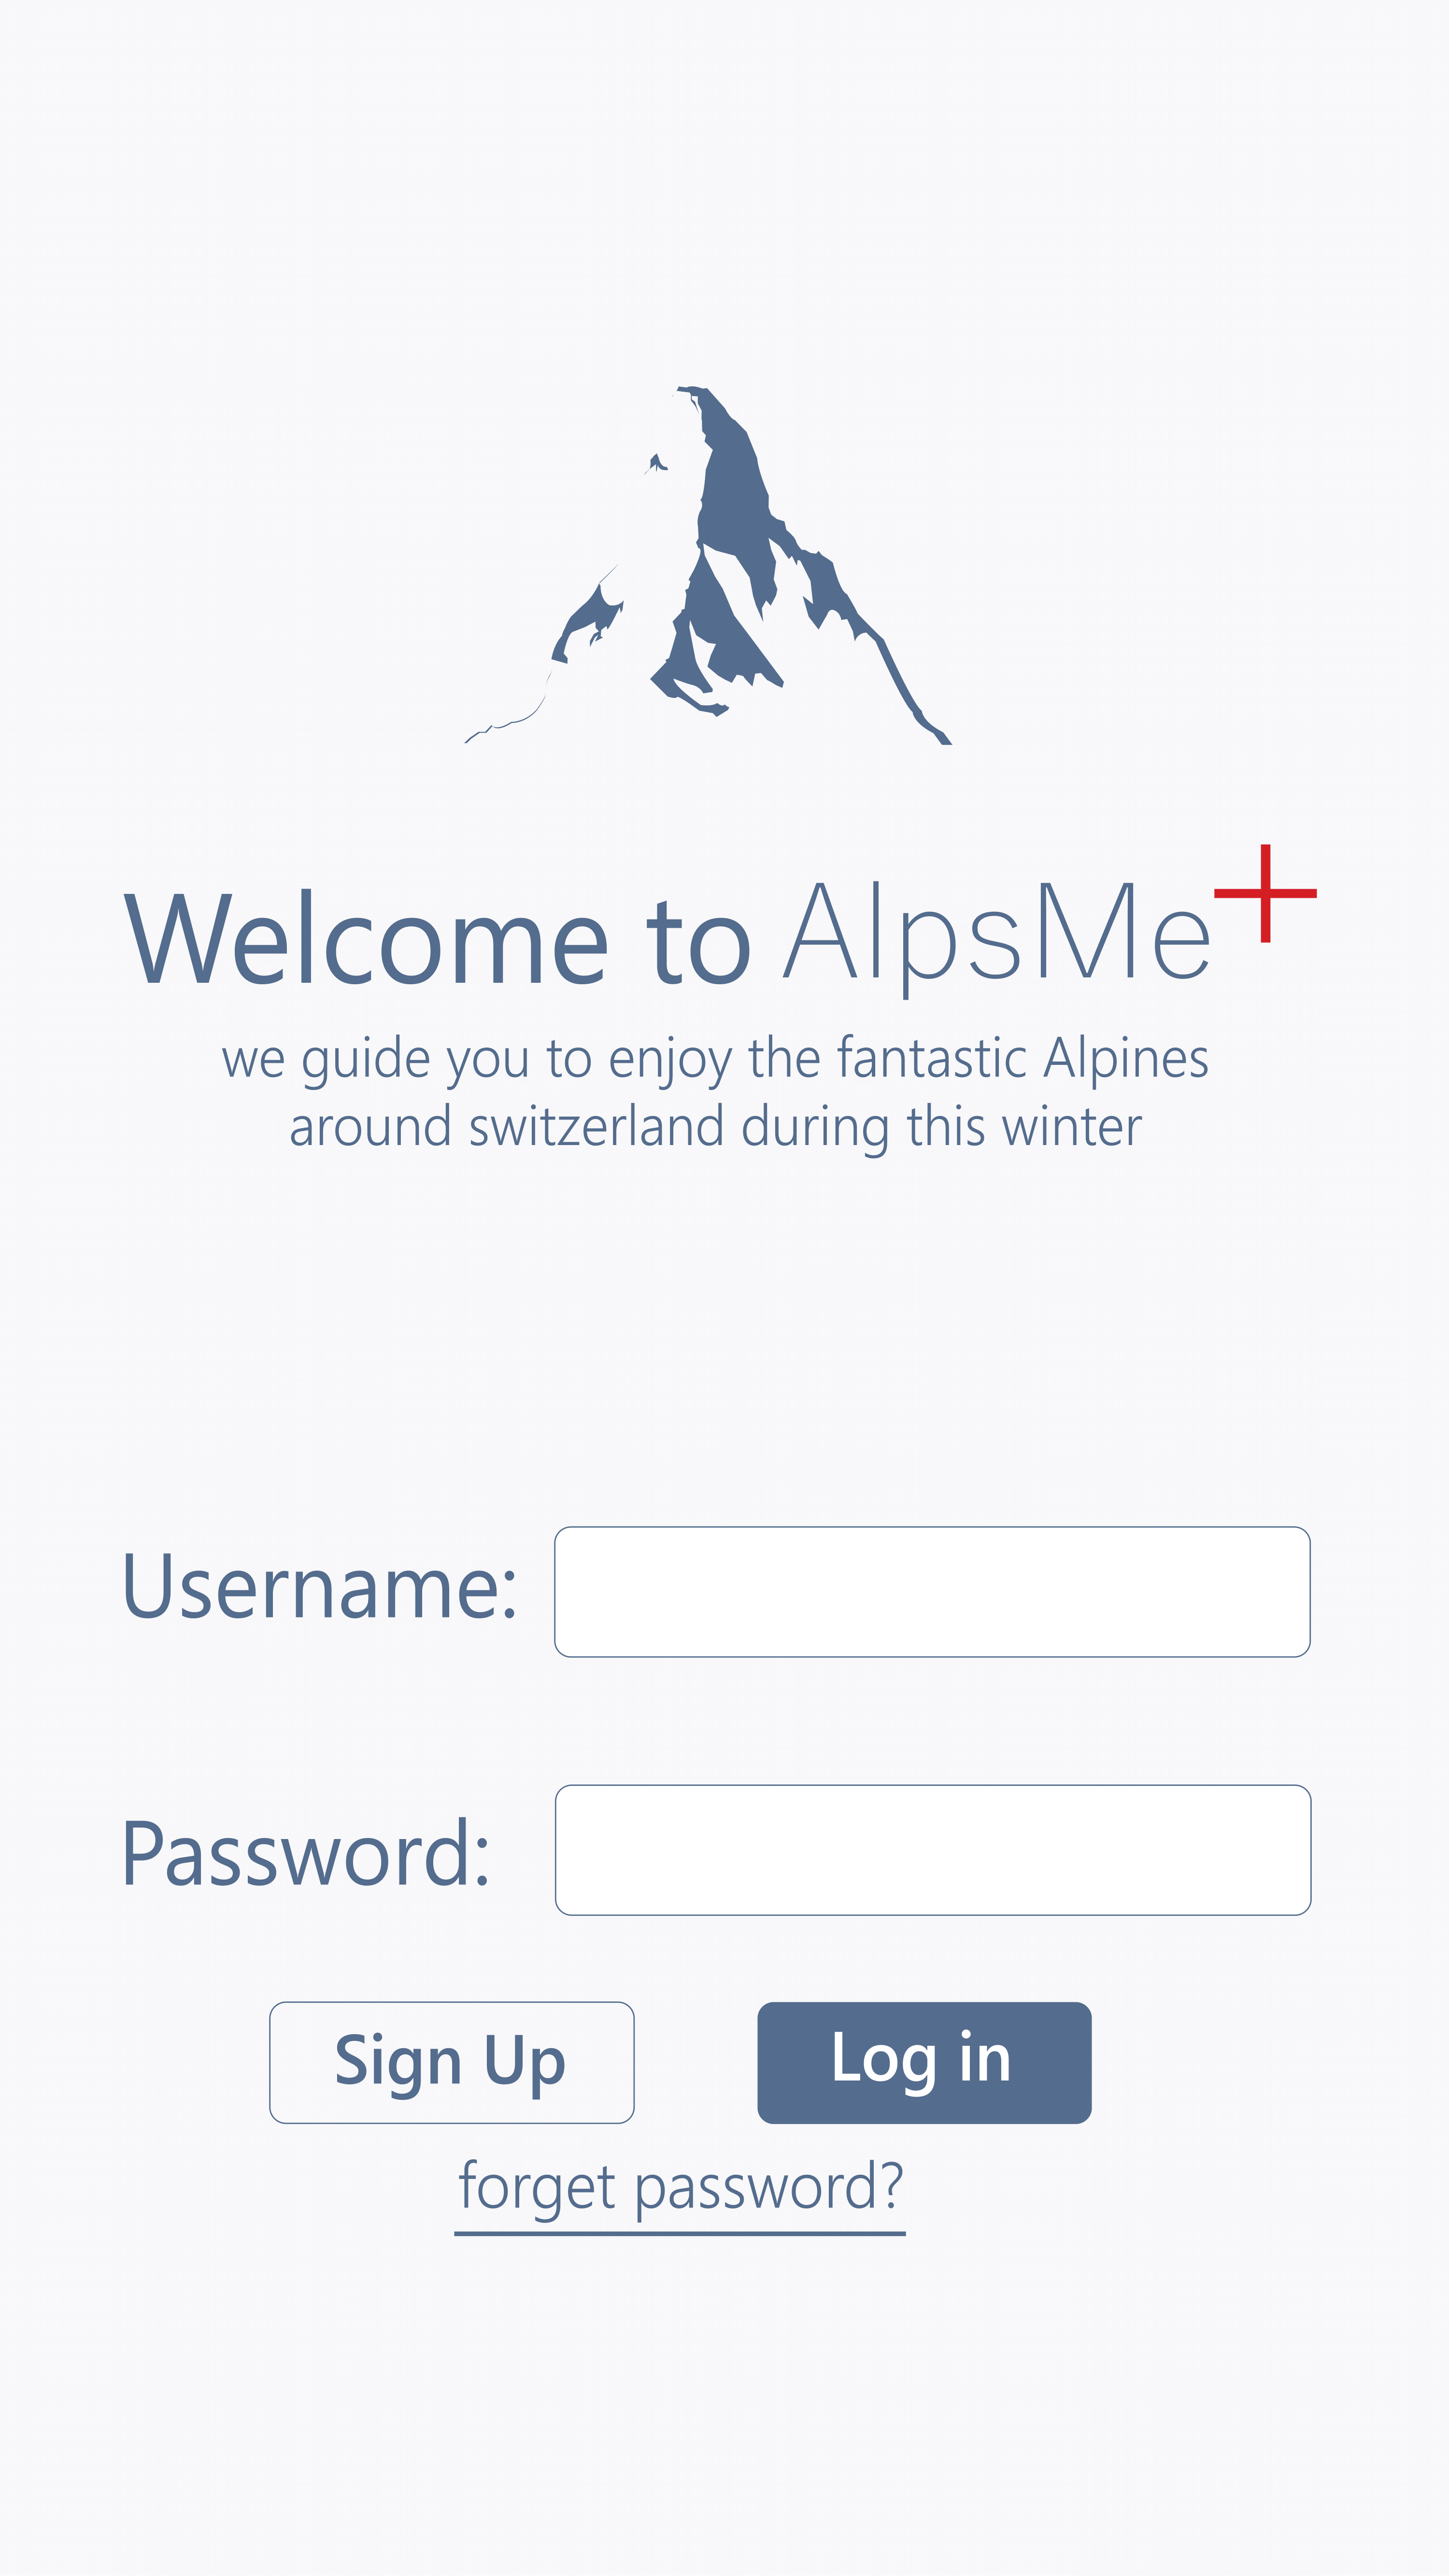 Welcome to AlpsMe+
we guide you to enjoy the fantastic Alpines
around switzerland during this winter
Username:
Password:
Sign Up
Log in
forget password?